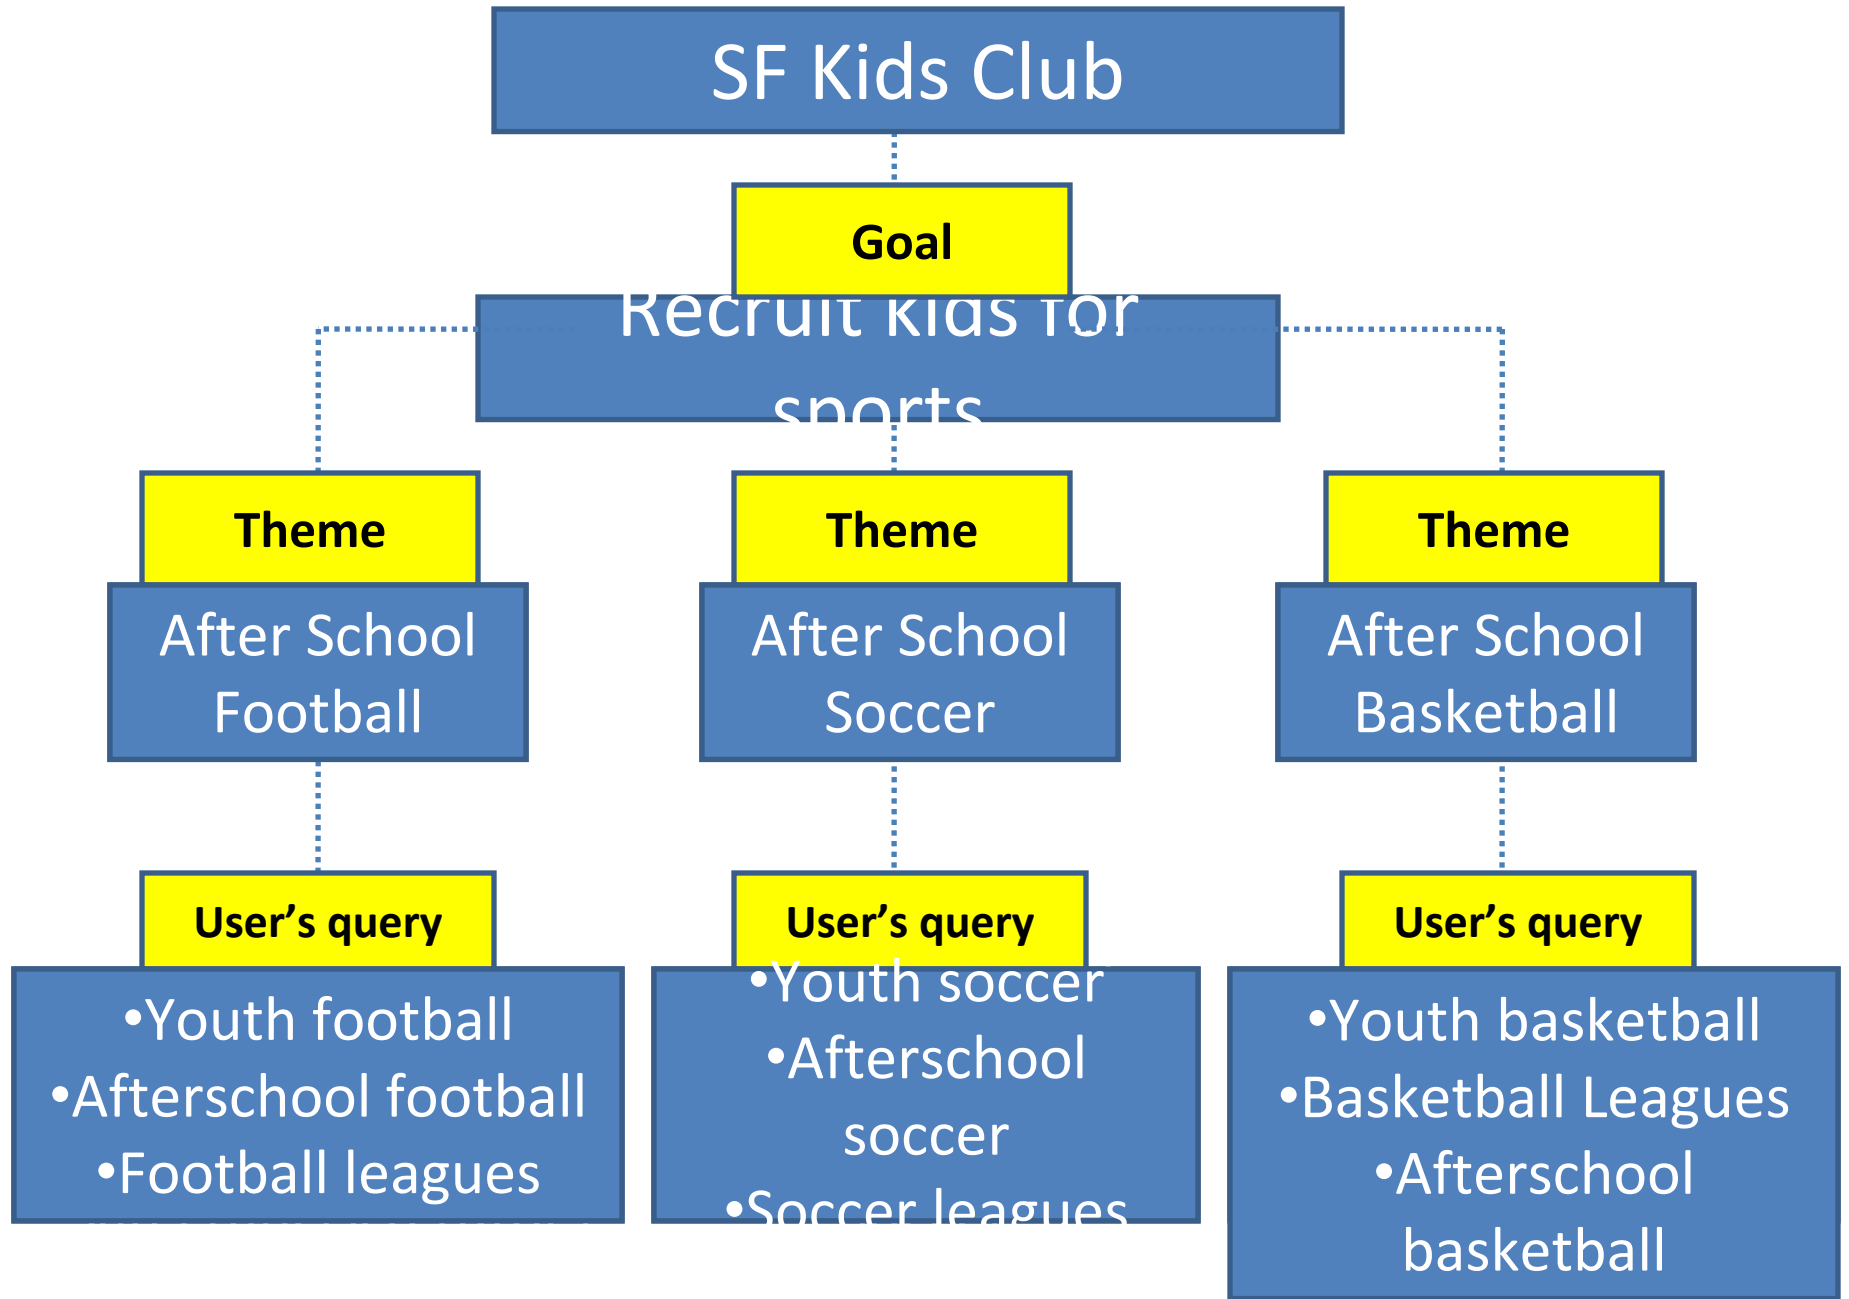 SF Kids Club
Goal
Recruit kids for
sports
Theme
Theme
Theme
After School
Football
After School
Soccer
After School
Basketball
User’s query
User’s query
User’s query
•Youth football
•Afterschool football
•Football leagues
•Youth soccer
•Afterschool
soccer
•Soccer leagues
•Youth basketball
•Basketball Leagues
•Afterschool
basketball